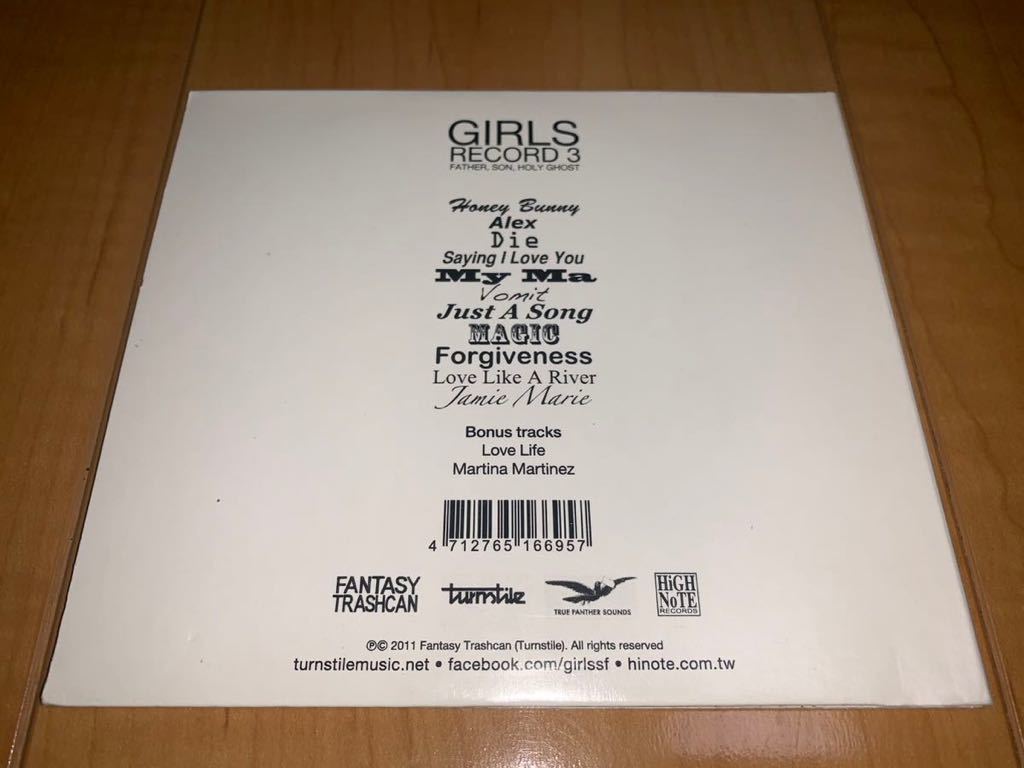 GIRLS
RECORD 3
FATHER, SON, HOLY GHOST
Honey Bunny
Alex
Die
Saying I Love You
My Ma
Vomit
Just A Song
MAGIC
Forgiveness
Love Like A River
Jamie Marie
Bonus tracks
Love Life
Martina Martinez
4 712765 166957
FANTASY
TRASHCAN
turnstile
TRUE PANTHER SOUNDS
HiGH
NoTE
RECORDS
℗© 2011 Fantasy Trashcan (Turnstile). All rights reserved
turnstilemusic.net • facebook.com/girlssf • hinote.com.tw